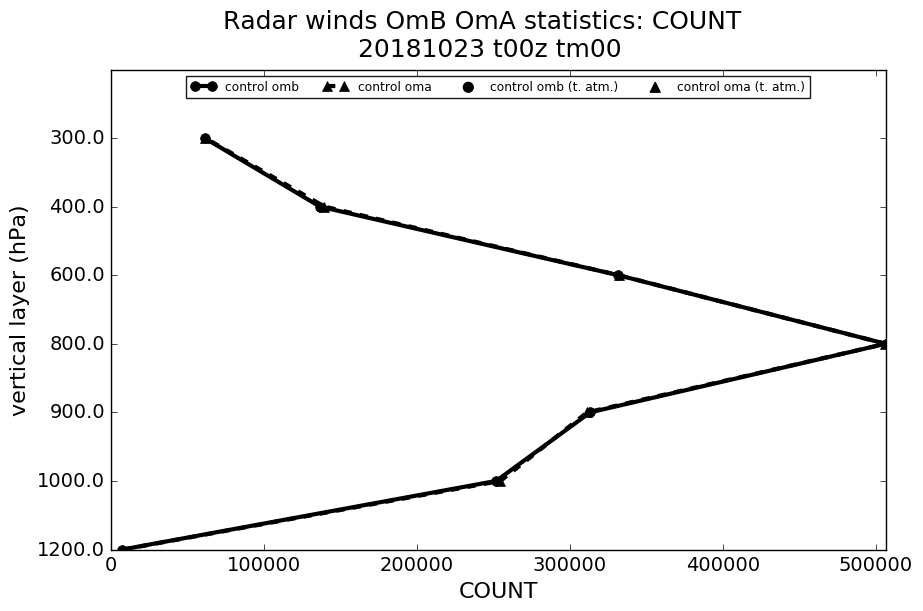 Radar winds OmB OmA statistics: COUNT
20181023 t00z tm00
control omb control oma control omb (t. atm.) control oma (t. atm.)
300.0
400.0
600.0
800.0
900.0
1000.0
1200.0
vertical layer (hPa)
0 100000 200000 300000 400000 500000
COUNT